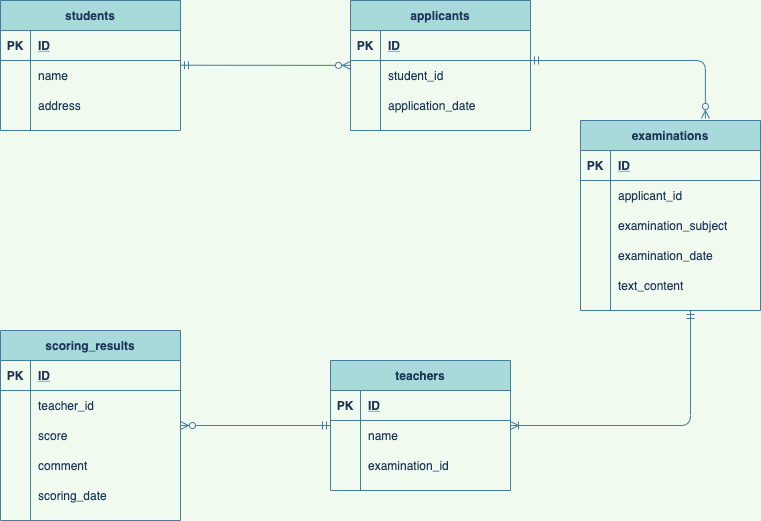 students
PK ID
name
address
applicants
PK ID
student_id
application_date
examinations
PK ID
applicant_id
examination_subject
examination_date
text_content
scoring_results
PK ID
teacher_id
score
comment
scoring_date
teachers
PK ID
name
examination_id